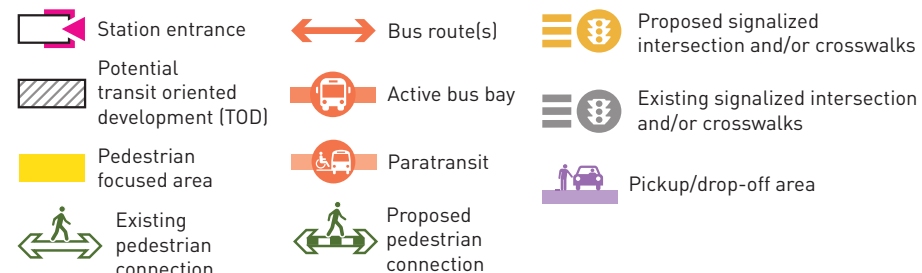 Station entrance
Potential
transit oriented
development (TOD)
Pedestrian
focused area
Existing
pedestrian
connection
Bus route(s)
Active bus bay
Paratransit
Proposed
pedestrian
connection
Proposed signalized
intersection and/or crosswalks
Existing signalized intersection
and/or crosswalks
Pickup/drop-off area